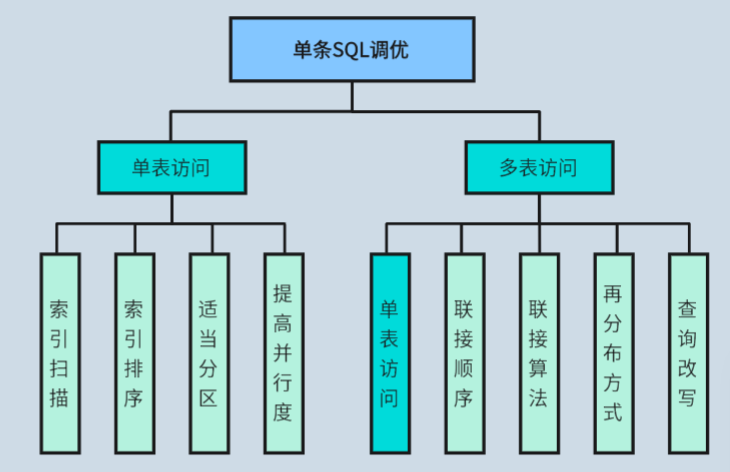 单条SQL调优
单表访问
多表访问
索引扫描
索引排序
适当分区
提高并行度
单表访问
联接顺序
联接算法
再分布方式
查询改写